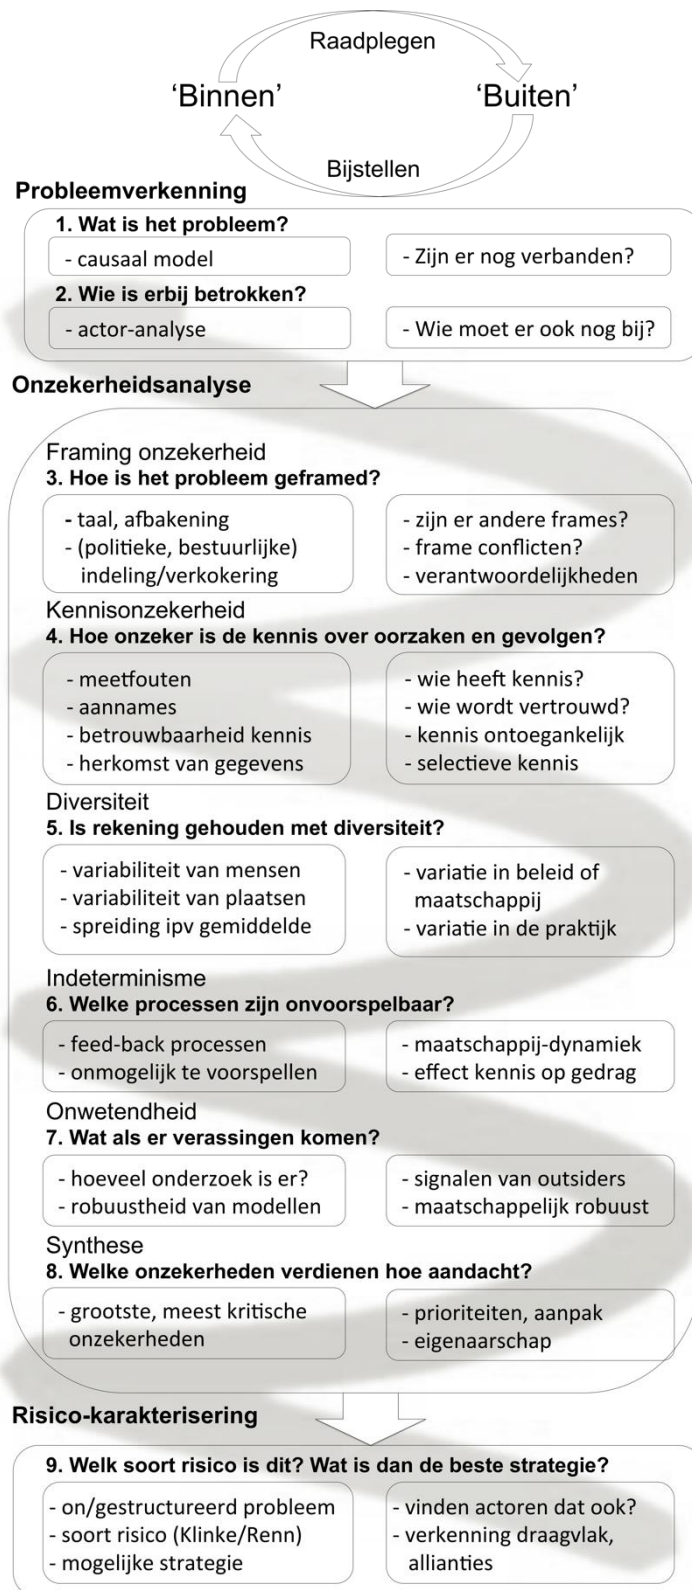 Raadplegen
‘Binnen’ ‘Buiten’
Bijstellen
Probleemverkenning
1. Wat is het probleem?
- causaal model
- Zijn er nog verbanden?
2. Wie is erbij betrokken?
- actor-analyse
- Wie moet er ook nog bij?
Onzekerheidsanalyse
Framing onzekerheid
3. Hoe is het probleem geframed?
- taal, afbakening
- (politieke, bestuurlijke)
indeling/verkokering
- zijn er andere frames?
- frame conflicten?
- verantwoordelijkheden
Kennisonzekerheid
4. Hoe onzeker is de kennis over oorzaken en gevolgen?
- meetfouten
- aannames
- betrouwbaarheid kennis
- herkomst van gegevens
- wie heeft kennis?
- wie wordt vertrouwd?
- kennis ontoegankelijk
- selectieve kennis
Diversiteit
5. Is rekening gehouden met diversiteit?
- variabiliteit van mensen
- variabiliteit van plaatsen
- spreiding ipv gemiddelde
- variatie in beleid of
maatschappij
- variatie in de praktijk
Indeterminisme
6. Welke processen zijn onvoorspelbaar?
- feed-back processen
- onmogelijk te voorspellen
- maatschappij-dynamiek
- effect kennis op gedrag
Onwetendheid
7. Wat als er verassingen komen?
- hoeveel onderzoek is er?
- robuustheid van modellen
- signalen van outsiders
- maatschappelijk robuust
Synthese
8. Welke onzekerheden verdienen hoe aandacht?
- grootste, meest kritische
onzekerheden
- prioriteiten, aanpak
- eigenaarschap
Risico-karakterisering
9. Welk soort risico is dit? Wat is dan de beste strategie?
- on/gestructureerd probleem
- soort risico (Klinke/Renn)
- mogelijke strategie
- vinden actoren dat ook?
- verkenning draagvlak,
allianties